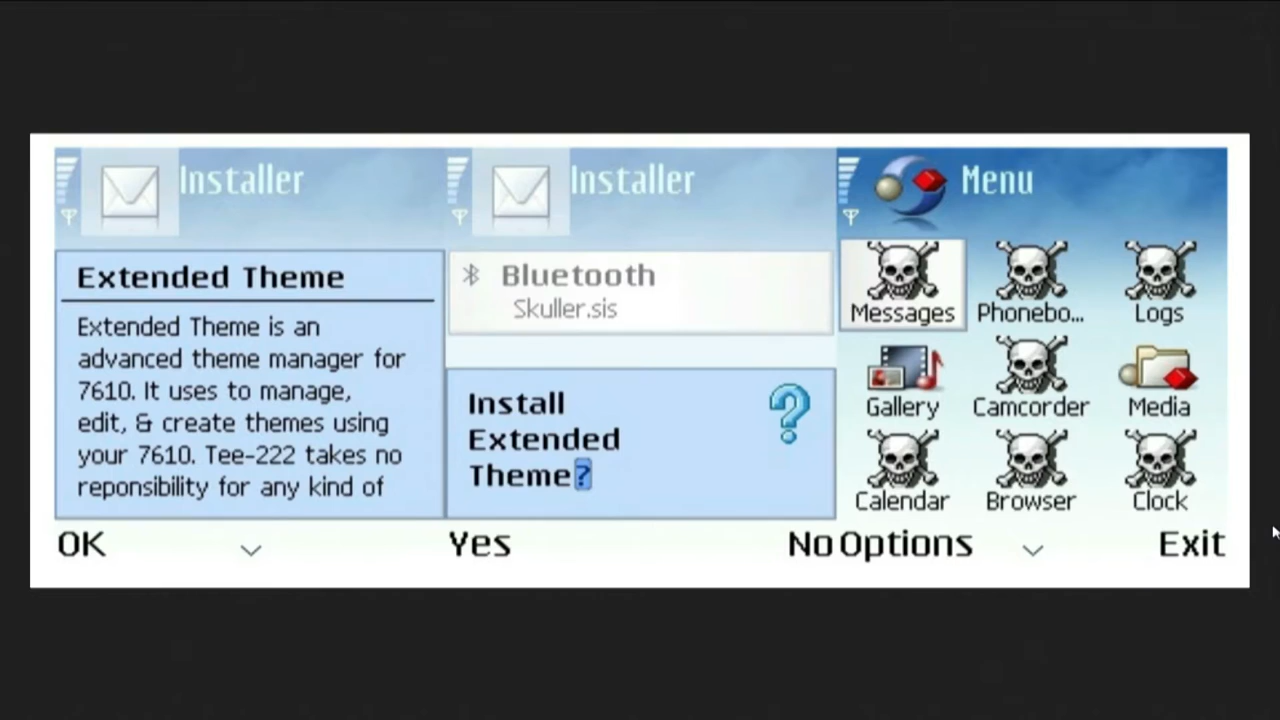 Installer
Extended Theme
Extended Theme is an
advanced theme manager for
7610. It uses to manage,
edit, & create themes using
your 7610. Tee-222 takes no
reponsibility for any kind of
OK
Installer
Bluetooth
Skuller.sis
Install
Extended
Theme?
Yes
No
Menu
Messages
Phonebo...
Logs
Gallery
Camcorder
Media
Calendar
Browser
Clock
Options
Exit